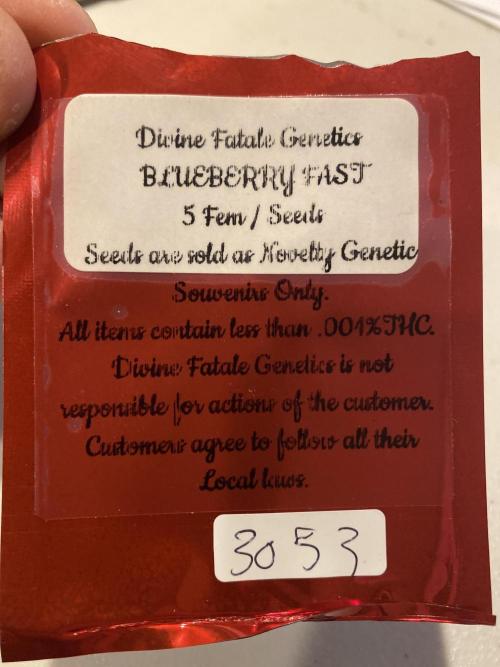 Divine Fatale Genetics
BLUEBERRY FAST
5 Fem / Seeds
Seeds are sold as Novelty Genetic
Souvenirs Only.
All items contain less than .001%THC.
Divine Fatale Genetics is not
responsible for actions of the customer.
Customers agree to follow all their
Local laws.
3053